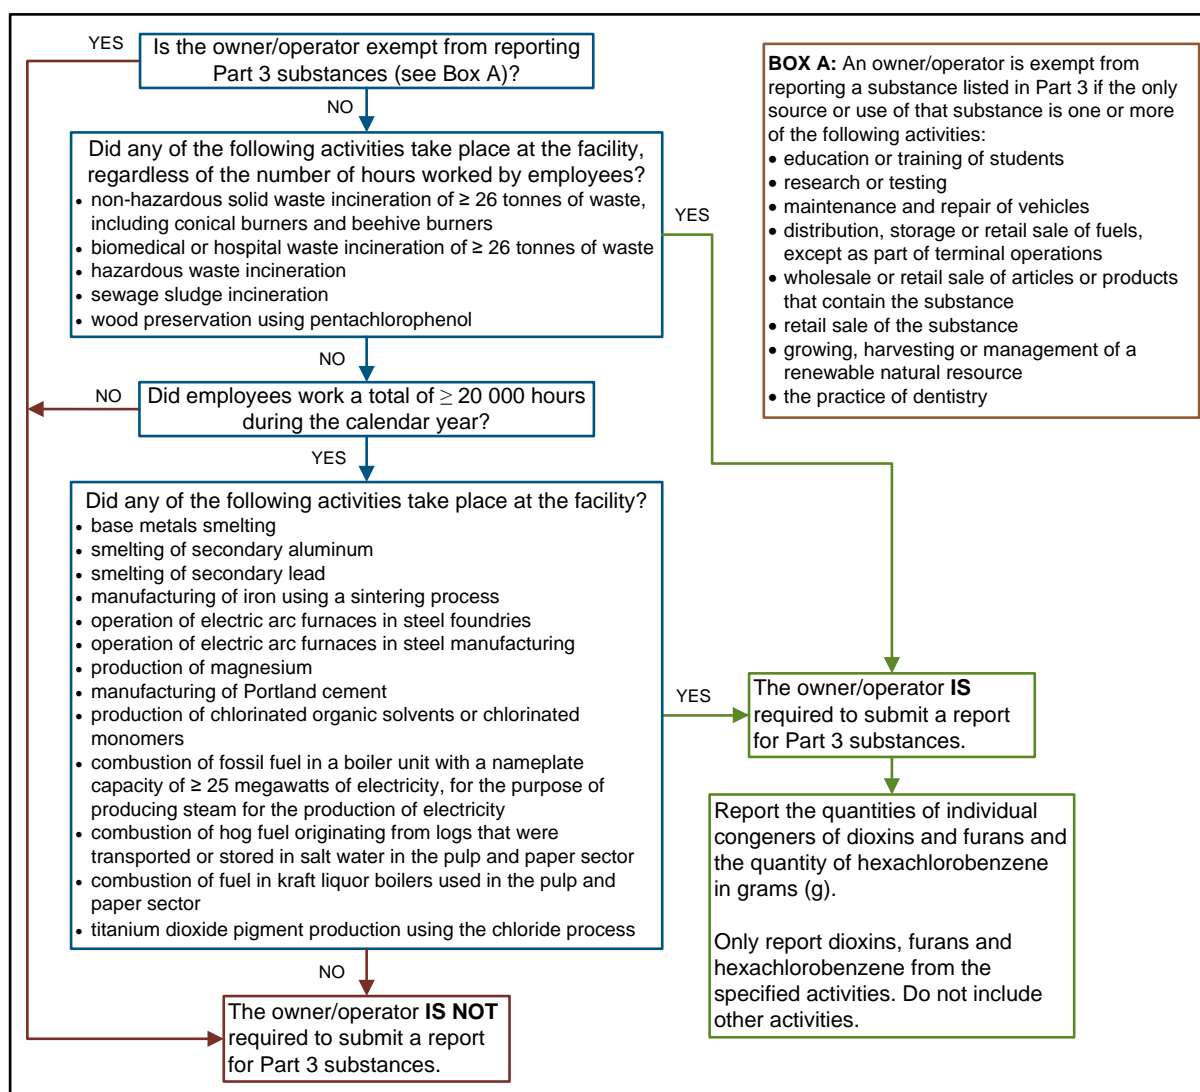 YES
Is the owner/operator exempt from reporting
Part 3 substances (see Box A)?
NO
Did any of the following activities take place at the facility,
regardless of the number of hours worked by employees?
• non-hazardous solid waste incineration of ≥ 26 tonnes of waste,
including conical burners and beehive burners
• biomedical or hospital waste incineration of ≥ 26 tonnes of waste
• hazardous waste incineration
• sewage sludge incineration
• wood preservation using pentachlorophenol
YES
NO
NO
Did employees work a total of ≥ 20 000 hours
during the calendar year?
YES
Did any of the following activities take place at the facility?
• base metals smelting
• smelting of secondary aluminum
• smelting of secondary lead
• manufacturing of iron using a sintering process
• operation of electric arc furnaces in steel foundries
• operation of electric arc furnaces in steel manufacturing
• production of magnesium
• manufacturing of Portland cement
• production of chlorinated organic solvents or chlorinated
monomers
• combustion of fossil fuel in a boiler unit with a nameplate
capacity of ≥ 25 megawatts of electricity, for the purpose of
producing steam for the production of electricity
• combustion of hog fuel originating from logs that were
transported or stored in salt water in the pulp and paper sector
• combustion of fuel in kraft liquor boilers used in the pulp and
paper sector
• titanium dioxide pigment production using the chloride process
YES
NO
The owner/operator IS NOT
required to submit a report
for Part 3 substances.
BOX A: An owner/operator is exempt from
reporting a substance listed in Part 3 if the only
source or use of that substance is one or more
of the following activities:
• education or training of students
• research or testing
• maintenance and repair of vehicles
• distribution, storage or retail sale of fuels,
except as part of terminal operations
• wholesale or retail sale of articles or products
that contain the substance
• retail sale of the substance
• growing, harvesting or management of a
renewable natural resource
• the practice of dentistry
The owner/operator IS
required to submit a report
for Part 3 substances.
Report the quantities of individual
congeners of dioxins and furans and
the quantity of hexachlorobenzene
in grams (g).
Only report dioxins, furans and
hexachlorobenzene from the
specified activities. Do not include
other activities.